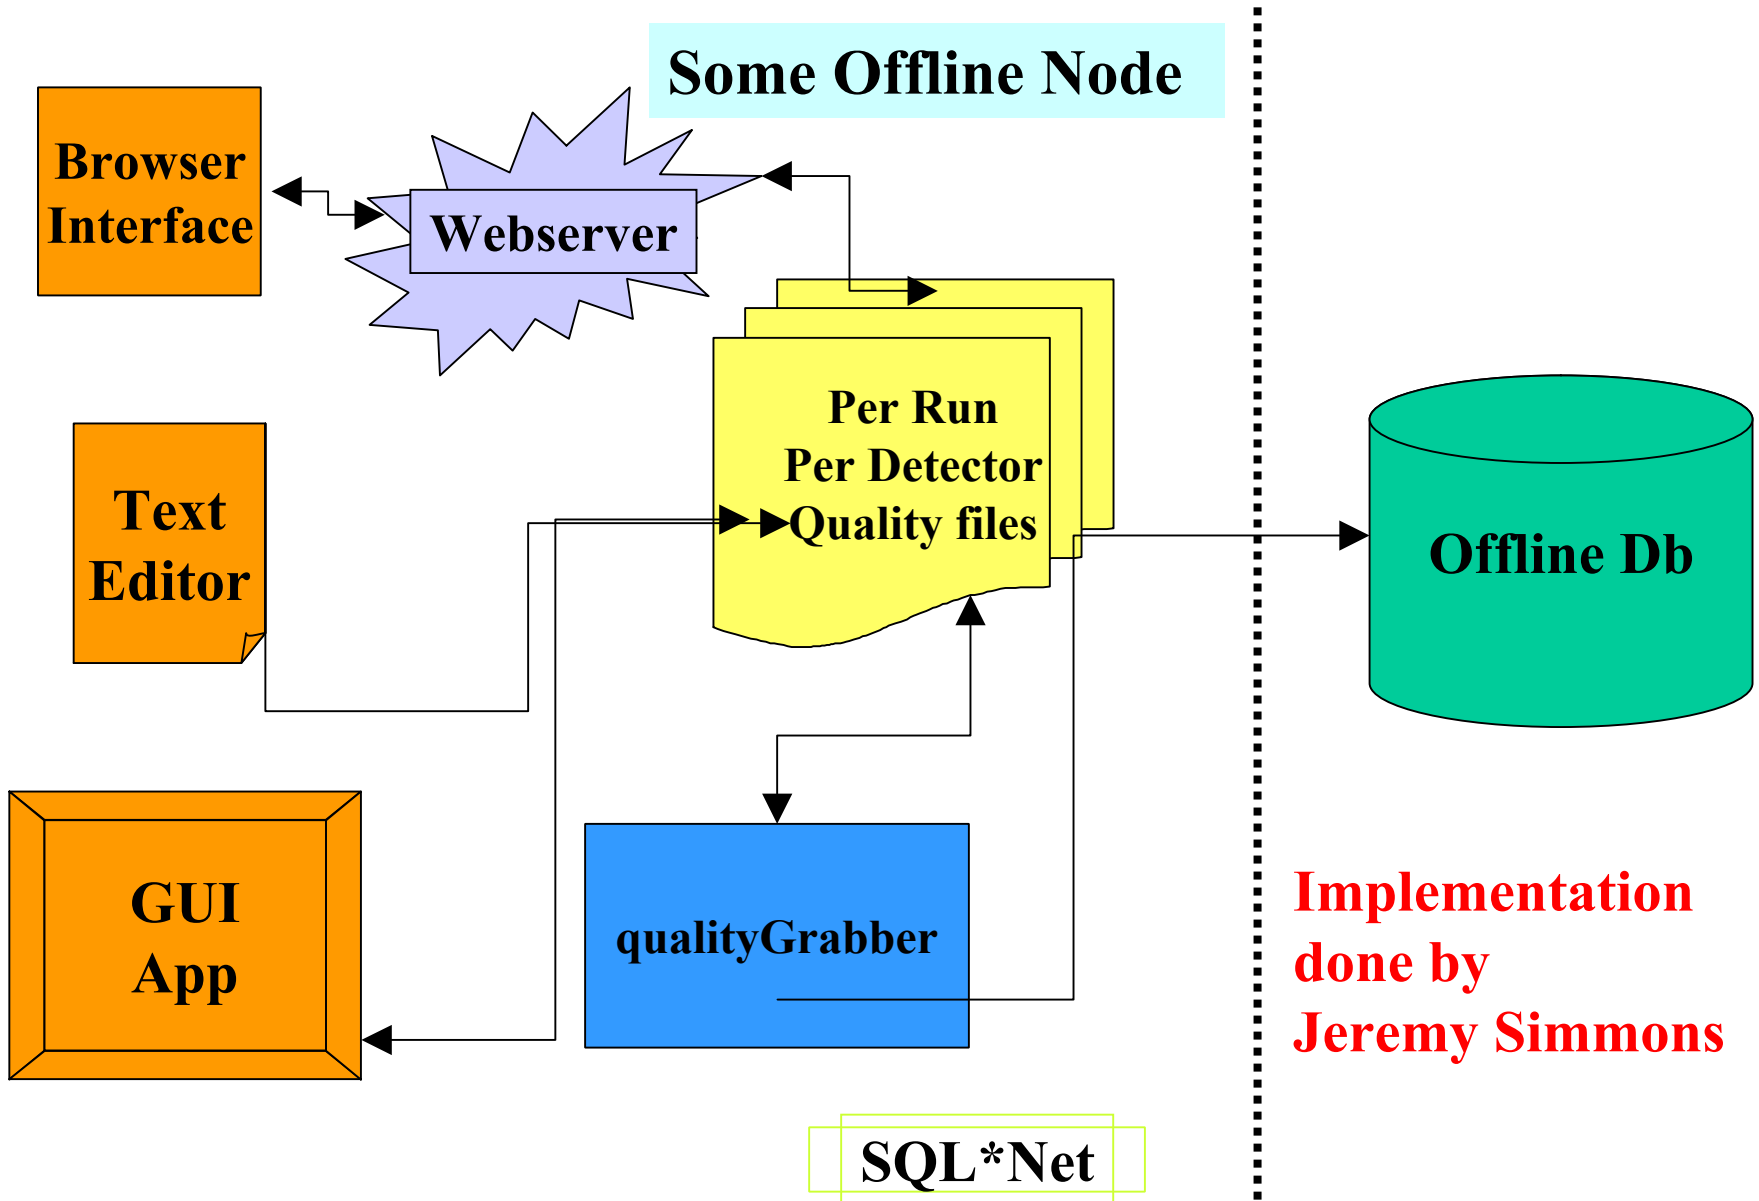 Some Offline Node
Browser
Interface
Webserver
Per Run
Per Detector
Quality files
Text
Editor
Offline Db
GUI
App
qualityGrabber
Implementation
done by
Jeremy Simmons
SQL*Net